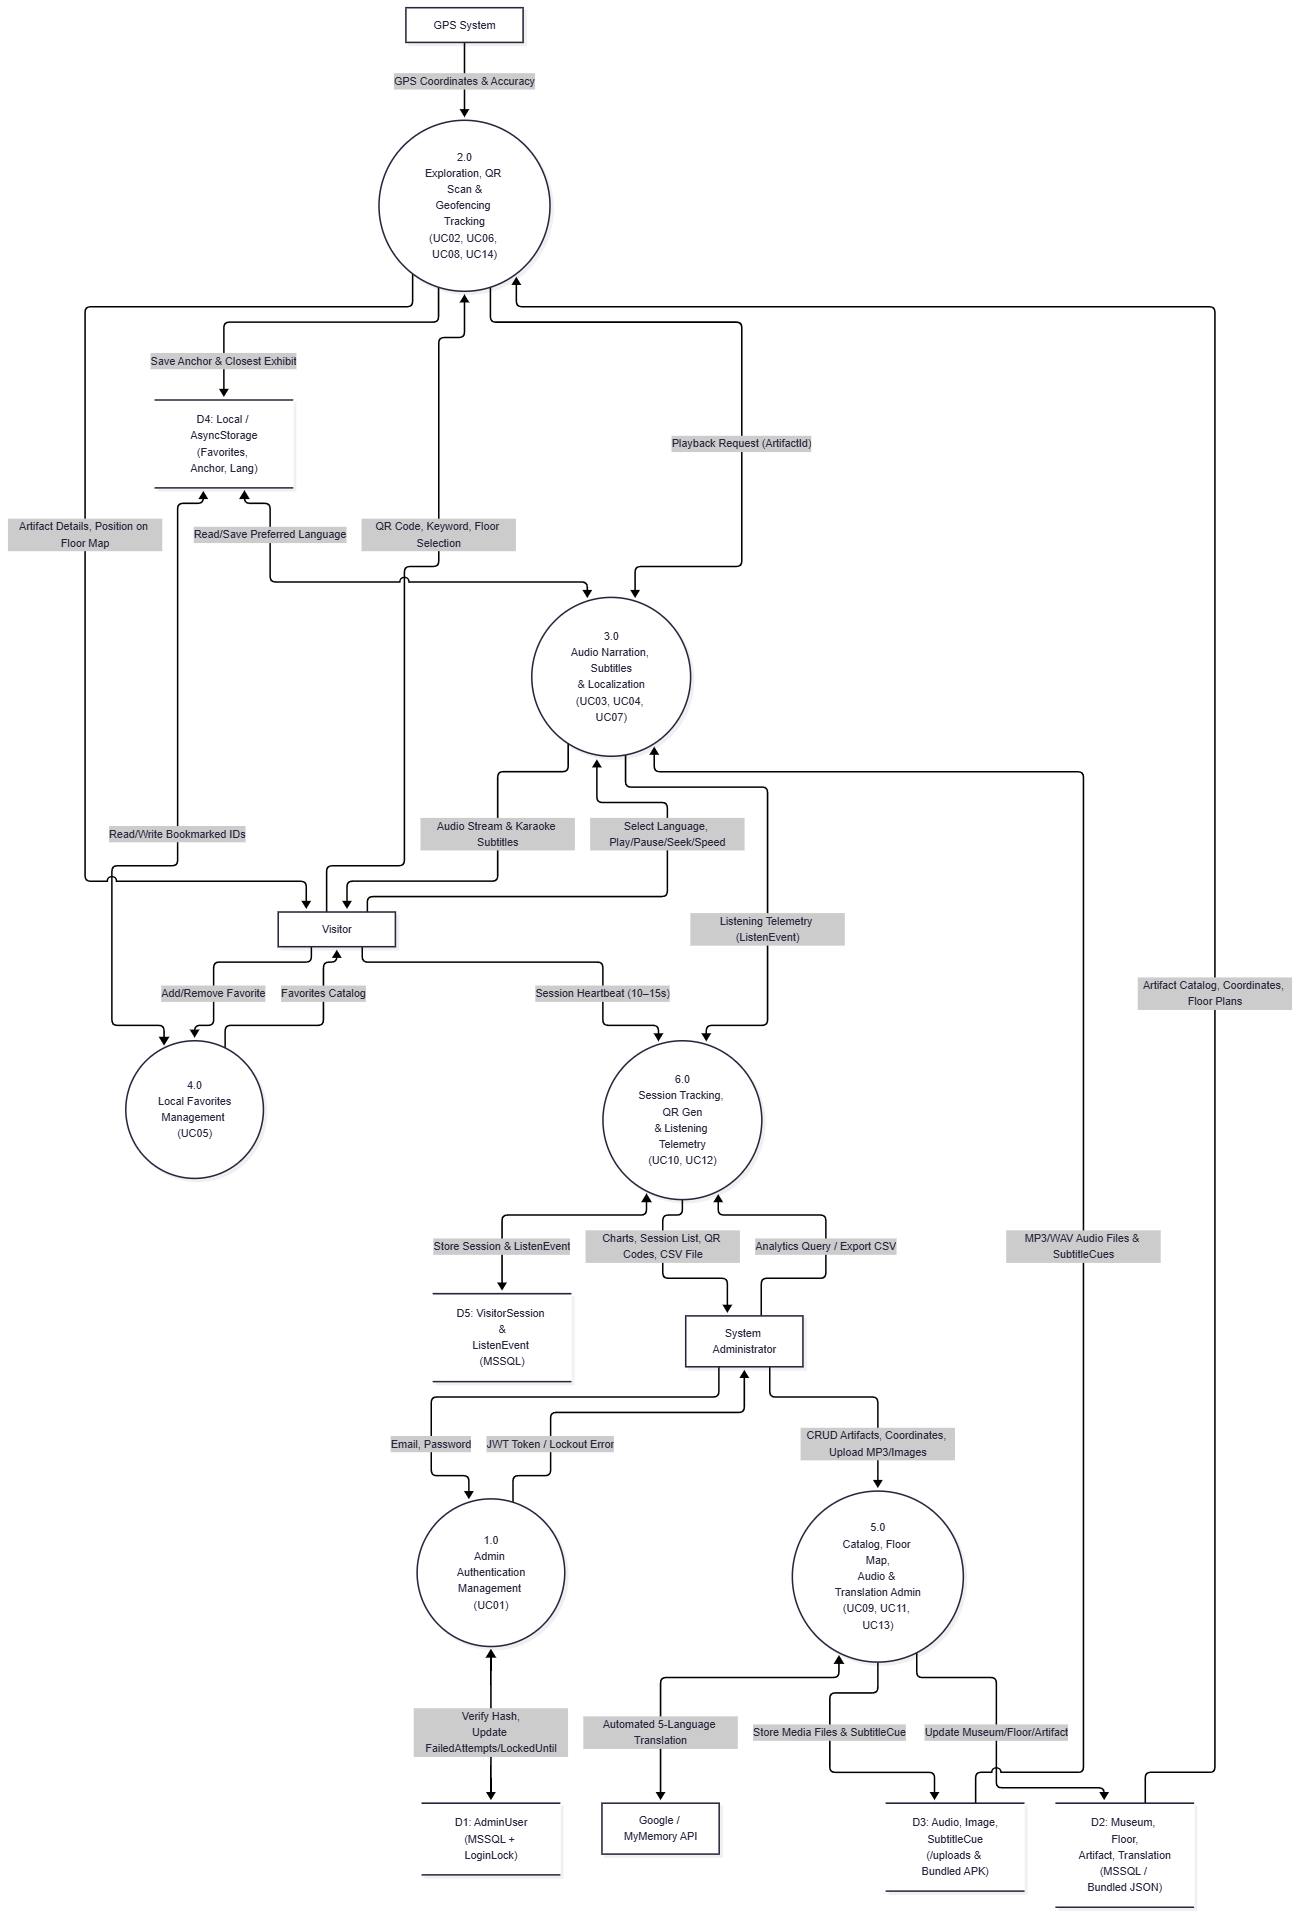 GPS System
GPS Coordinates & Accuracy
2.0
Exploration, QR
Scan &
Geofencing
Tracking
(UC02, UC06,
UC08, UC14)
Save Anchor & Closest Exhibit
D4: Local /
AsyncStorage
(Favorites,
Anchor, Lang)
Playback Request (ArtifactId)
Artifact Details, Position on
Floor Map
Read/Save Preferred Language
QR Code, Keyword, Floor
Selection
3.0
Audio Narration,
Subtitles
& Localization
(UC03, UC04,
UC07)
Read/Write Bookmarked IDs
Audio Stream & Karaoke
Subtitles
Select Language,
Play/Pause/Seek/Speed
Visitor
Listening Telemetry
(ListenEvent)
Add/Remove Favorite
Favorites Catalog
Session Heartbeat (10–15s)
Artifact Catalog, Coordinates,
Floor Plans
4.0
Local Favorites
Management
(UC05)
6.0
Session Tracking,
QR Gen
& Listening
Telemetry
(UC10, UC12)
Store Session & ListenEvent
Charts, Session List, QR
Codes, CSV File
Analytics Query / Export CSV
MP3/WAV Audio Files &
SubtitleCues
D5: VisitorSession
&
ListenEvent
(MSSQL)
System
Administrator
Email, Password
JWT Token / Lockout Error
CRUD Artifacts, Coordinates,
Upload MP3/Images
1.0
Admin
Authentication
Management
(UC01)
5.0
Catalog, Floor
Map,
Audio &
Translation Admin
(UC09, UC11,
UC13)
Verify Hash,
Update
FailedAttempts/LockedUntil
Automated 5-Language
Translation
Store Media Files & SubtitleCue
Update Museum/Floor/Artifact
D1: AdminUser
(MSSQL +
LoginLock)
Google /
MyMemory API
D3: Audio, Image,
SubtitleCue
(/uploads &
Bundled APK)
D2: Museum,
Floor,
Artifact, Translation
(MSSQL /
Bundled JSON)